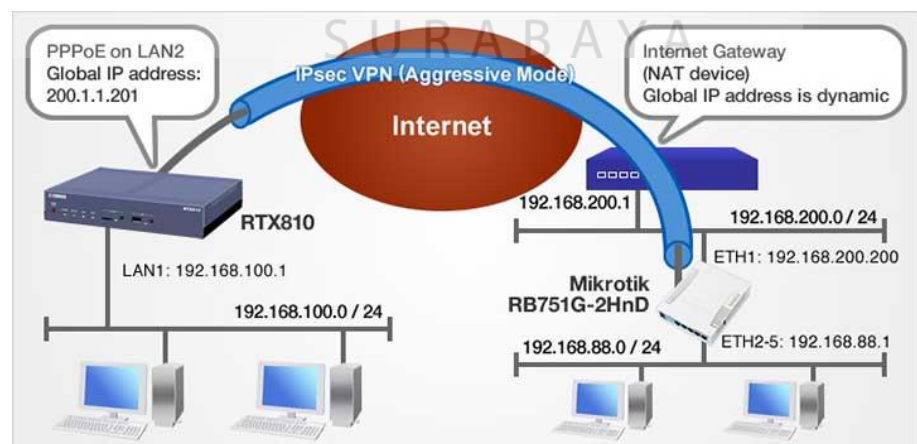 SURABAYA
PPPoE on LAN2
Global IP address:
200.1.1.201
IPsec VPN (Aggressive Mode)
Internet
Internet Gateway
(NAT device)
Global IP address is dynamic
RTX810
LAN1: 192.168.100.1
192.168.100.0 / 24
192.168.200.1
192.168.200.0 / 24
ETH1: 192.168.200.200
Mikrotik
RB751G-2HnD
192.168.88.0 / 24
ETH2-5: 192.168.88.1